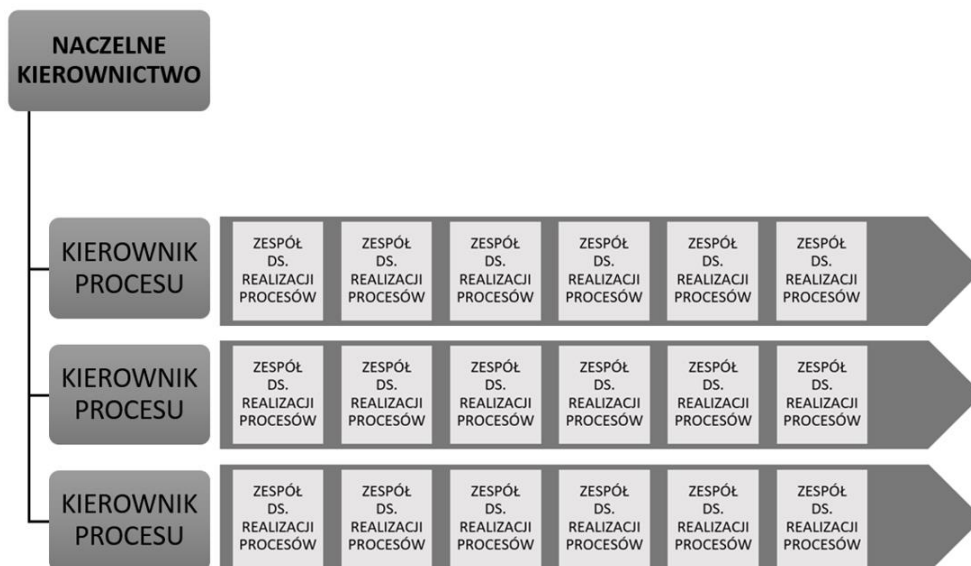 NACZELNE
KIEROWNICTWO
KIEROWNIK
PROCESU
ZESPÓŁ
DS.
REALIZACJI
PROCESÓW
ZESPÓŁ
DS.
REALIZACJI
PROCESÓW
ZESPÓŁ
DS.
REALIZACJI
PROCESÓW
ZESPÓŁ
DS.
REALIZACJI
PROCESÓW
ZESPÓŁ
DS.
REALIZACJI
PROCESÓW
ZESPÓŁ
DS.
REALIZACJI
PROCESÓW
KIEROWNIK
PROCESU
ZESPÓŁ
DS.
REALIZACJI
PROCESÓW
ZESPÓŁ
DS.
REALIZACJI
PROCESÓW
ZESPÓŁ
DS.
REALIZACJI
PROCESÓW
ZESPÓŁ
DS.
REALIZACJI
PROCESÓW
ZESPÓŁ
DS.
REALIZACJI
PROCESÓW
ZESPÓŁ
DS.
REALIZACJI
PROCESÓW
KIEROWNIK
PROCESU
ZESPÓŁ
DS.
REALIZACJI
PROCESÓW
ZESPÓŁ
DS.
REALIZACJI
PROCESÓW
ZESPÓŁ
DS.
REALIZACJI
PROCESÓW
ZESPÓŁ
DS.
REALIZACJI
PROCESÓW
ZESPÓŁ
DS.
REALIZACJI
PROCESÓW
ZESPÓŁ
DS.
REALIZACJI
PROCESÓW